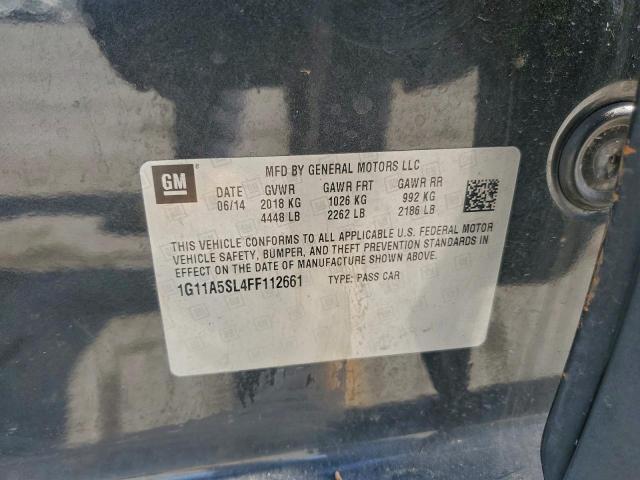 MFD BY GENERAL MOTORS LLC
GM
DATE GVWR GAWR FRT GAWR RR
06/14 2018 KG 1026 KG 992 KG
4448 LB 2262 LB 2186 LB
THIS VEHICLE CONFORMS TO ALL APPLICABLE U.S. FEDERAL MOTOR
VEHICLE SAFETY, BUMPER, AND THEFT PREVENTION STANDARDS IN
EFFECT ON THE DATE OF MANUFACTURE SHOWN ABOVE.
1G11A5SL4FF112661 TYPE: PASS CAR